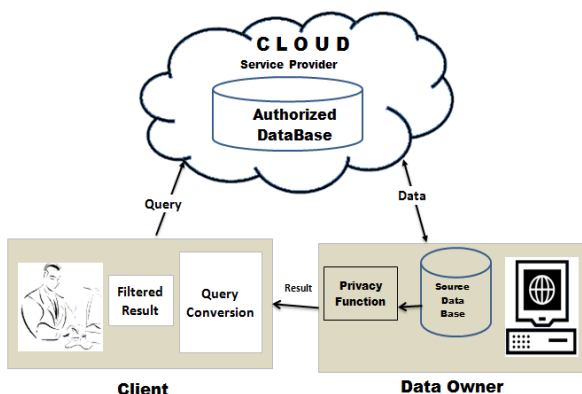 C L O U D
Service Provider
Authorized
DataBase
Query
Data
Filtered
Result
Query
Conversion
Result
Privacy
Function
Source
Data
Base
Client
Data Owner